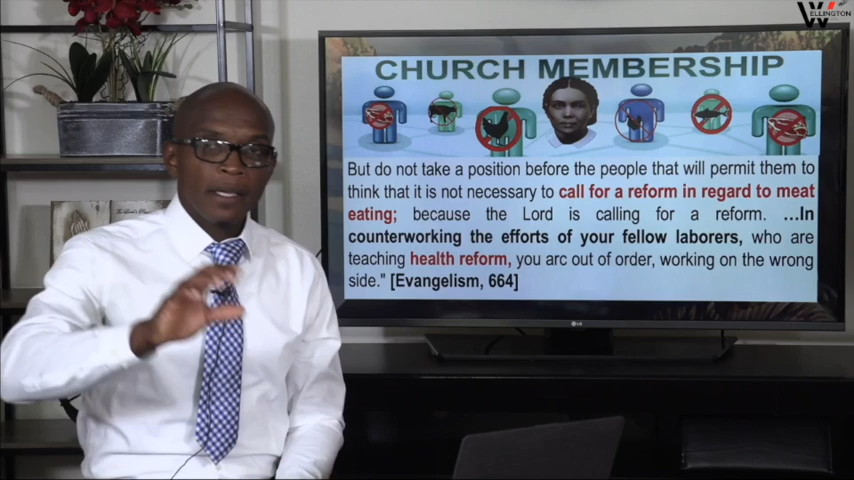 WELLINGTON
CHURCH MEMBERSHIP
But do not take a position before the people that will permit them to
think that it is not necessary to call for a reform in regard to meat
eating; because the Lord is calling for a reform. ...In
counterworking the efforts of your fellow laborers, who are
teaching health reform, you arc out of order, working on the wrong
side." [Evangelism, 664]
LG